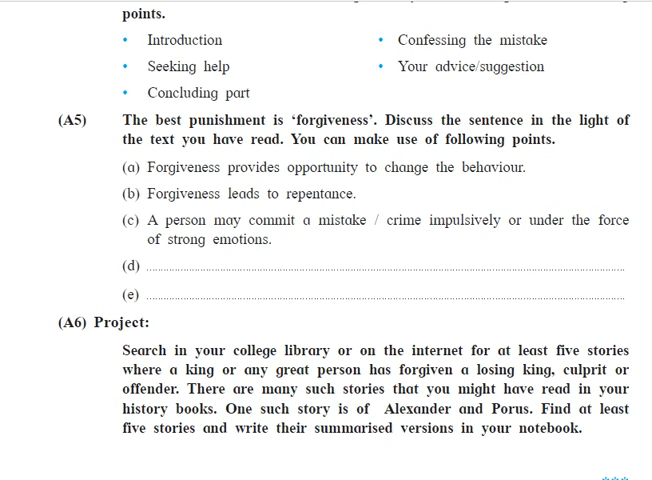 points.
• Introduction
• Confessing the mistake
• Seeking help
• Your advice/suggestion
• Concluding part
(A5) The best punishment is ‘forgiveness’. Discuss the sentence in the light of
the text you have read. You can make use of following points.
(a) Forgiveness provides opportunity to change the behaviour.
(b) Forgiveness leads to repentance.
(c) A person may commit a mistake / crime impulsively or under the force
of strong emotions.
(d) ....................
(e) ....................
(A6) Project:
Search in your college library or on the internet for at least five stories
where a king or any great person has forgiven a losing king, culprit or
offender. There are many such stories that you might have read in your
history books. One such story is of Alexander and Porus. Find at least
five stories and write their summarised versions in your notebook.